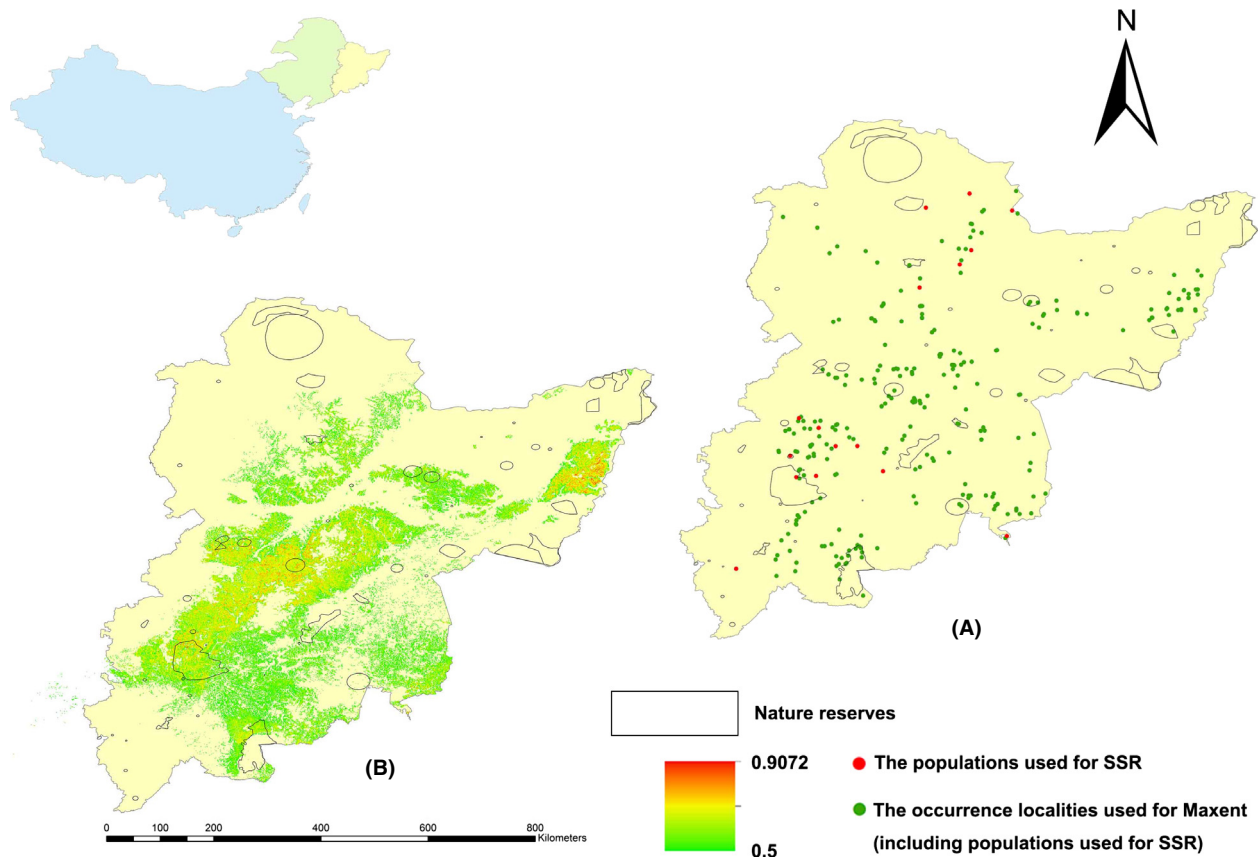 N
(A)
(B)
Nature reserves
0.9072
0.5
The populations used for SSR
The occurrence localities used for Maxent
(including populations used for SSR)
0 100 200 400 600 800
Kilometers